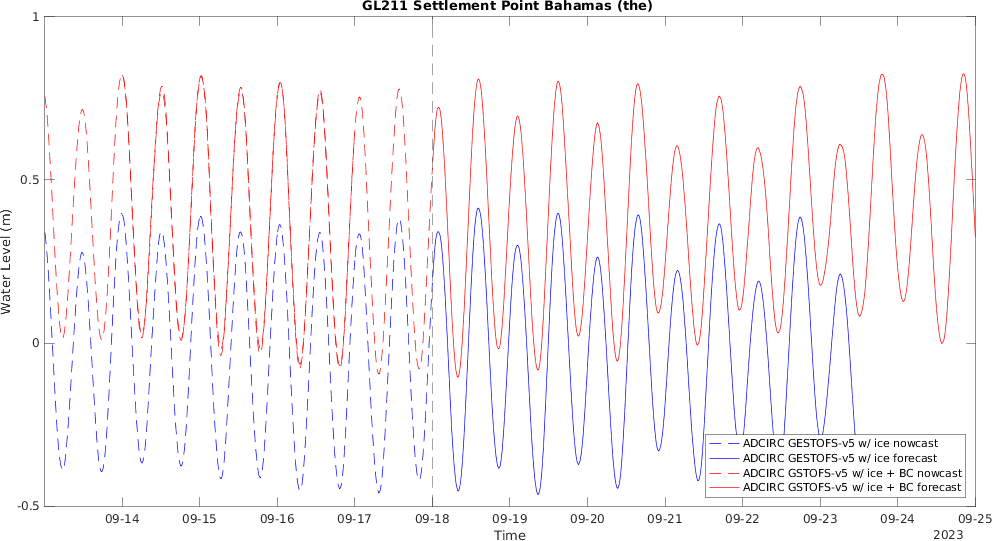 GL211 Settlement Point Bahamas (the)
1
0.5
0
-0.5
Water Level (m)
ADCIRC GESTOFS-v5 w/ ice nowcast
ADCIRC GESTOFS-v5 w/ ice forecast
ADCIRC GSTOFS-v5 w/ ice + BC nowcast
ADCIRC GSTOFS-v5 w/ ice + BC forecast
09-14 09-15 09-16 09-17 09-18 09-19 09-20 09-21 09-22 09-23 09-24 09-25
Time
2023